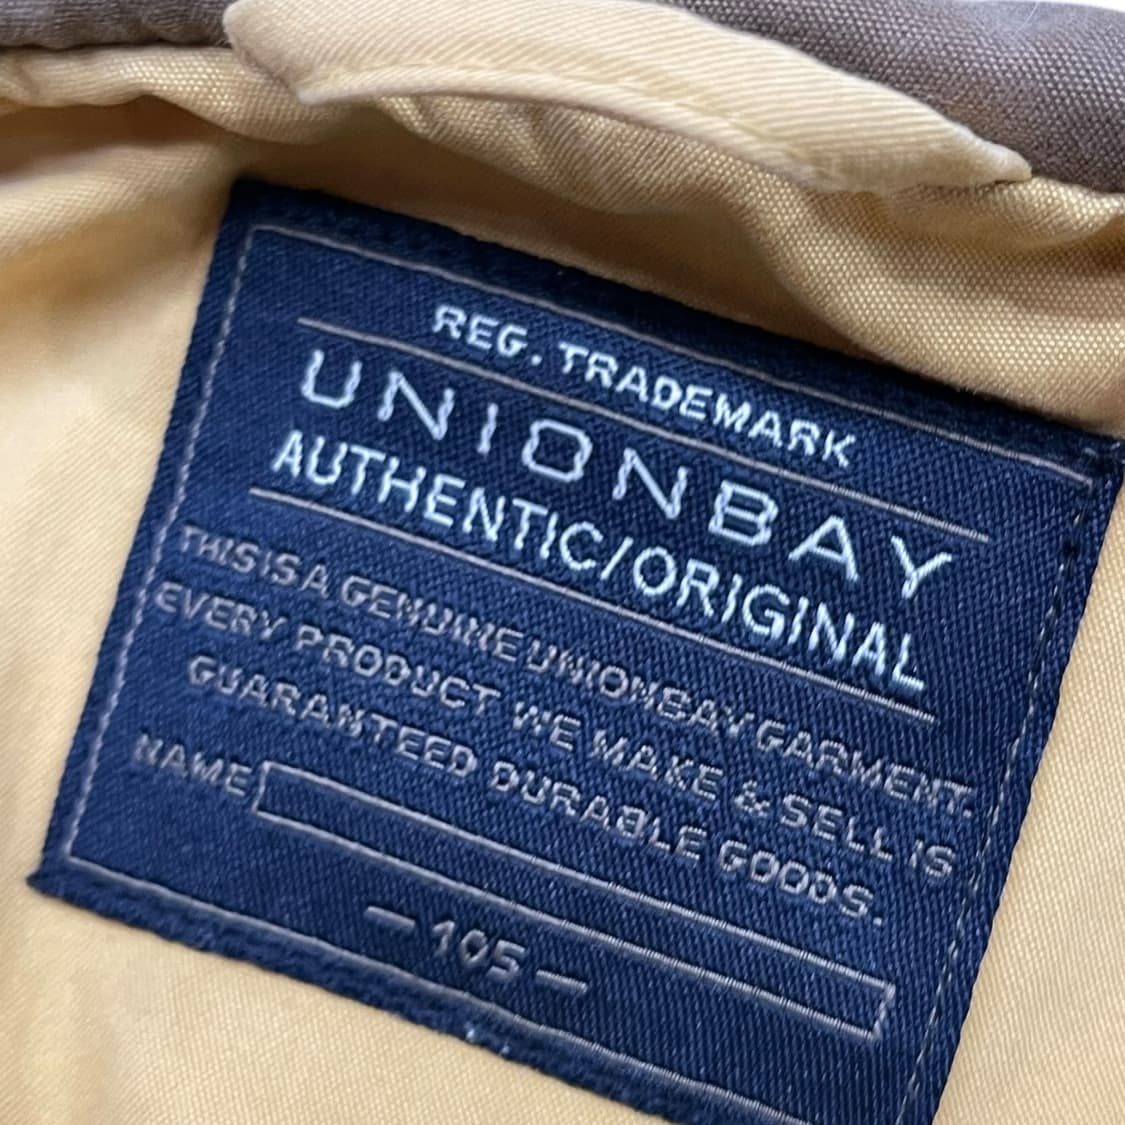 REG. TRADEMARK
UNIONBAY
AUTHENTIC/ORIGINAL
THIS IS A GENUINE UNIONBAY GARMENT.
EVERY PRODUCT WE MAKE & SELL IS
GUARANTEED DURABLE GOODS.
NAME
— 105 —